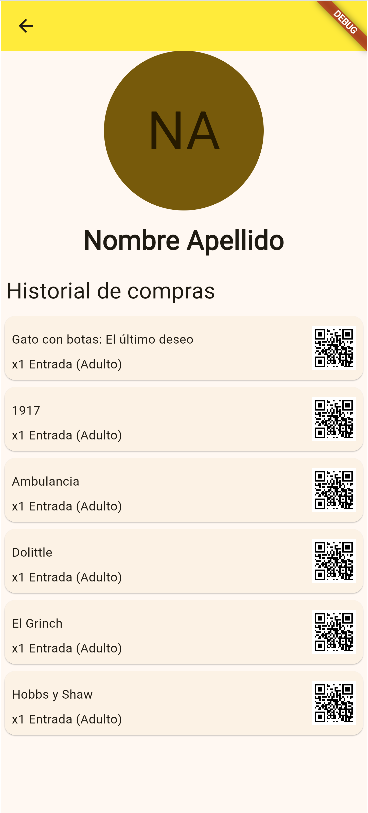 DEBUG
NA
Nombre Apellido
Historial de compras
Gato con botas: El último deseo
x1 Entrada (Adulto)
1917
x1 Entrada (Adulto)
Ambulancia
x1 Entrada (Adulto)
Dolittle
x1 Entrada (Adulto)
El Grinch
x1 Entrada (Adulto)
Hobbs y Shaw
x1 Entrada (Adulto)